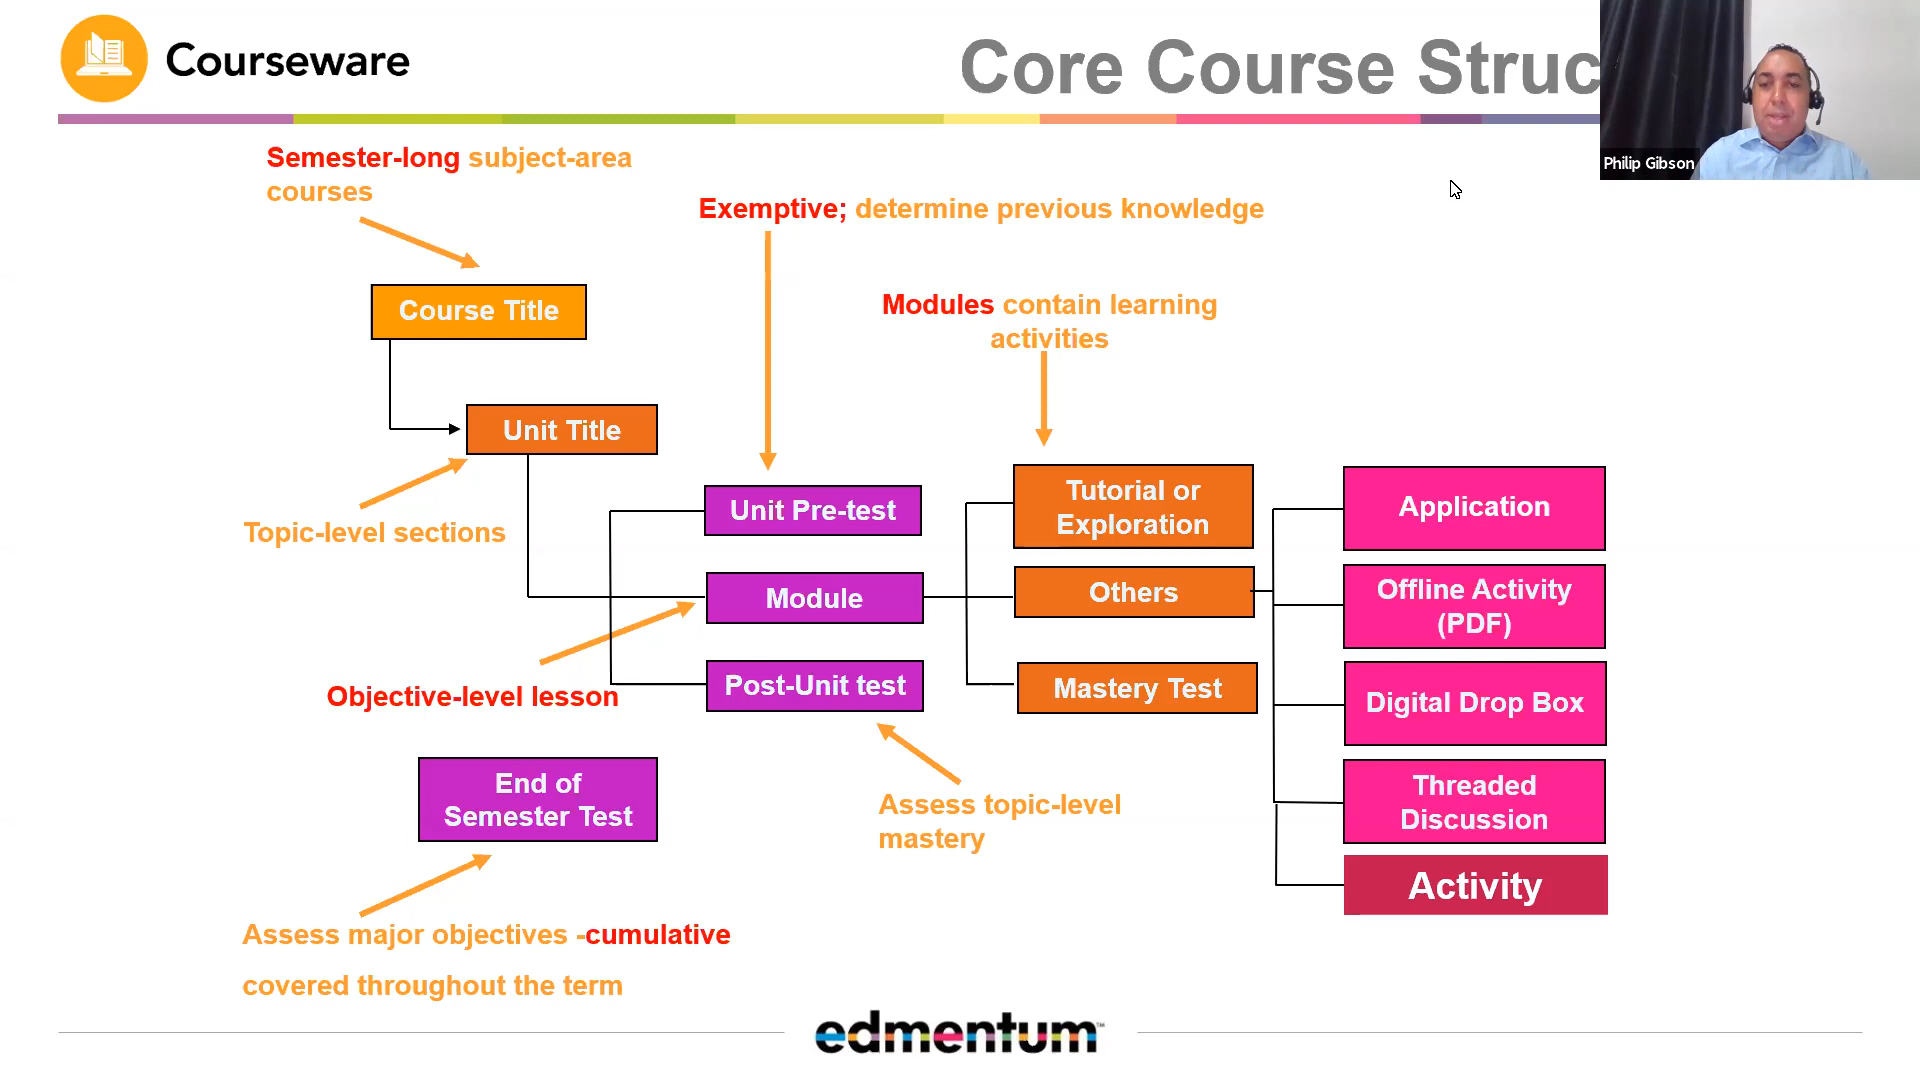 Courseware
Core Course Struc
Philip Gibson
Semester-long subject-area
courses
Exemptive; determine previous knowledge
Modules contain learning
activities
Course Title
Unit Title
Topic-level sections
Unit Pre-test
Module
Post-Unit test
Objective-level lesson
Tutorial or
Exploration
Others
Mastery Test
Application
Offline Activity
(PDF)
Digital Drop Box
Threaded
Discussion
Activity
End of
Semester Test
Assess topic-level
mastery
Assess major objectives -cumulative
covered throughout the term
edmentum™